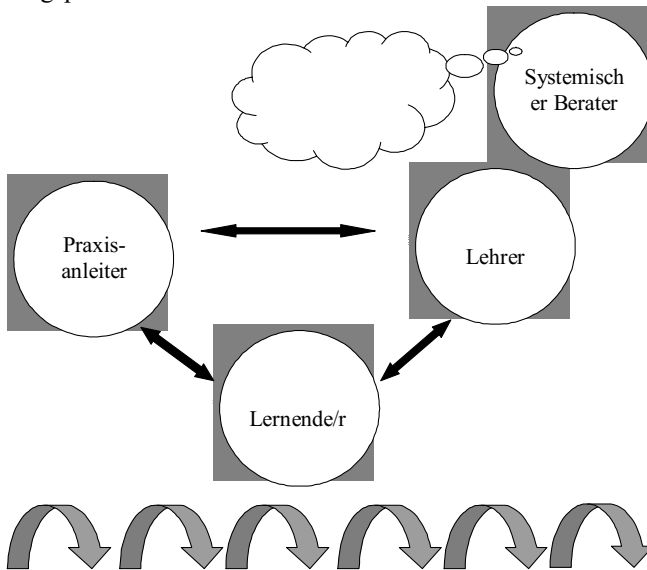 Systemisch
er Berater
Praxis-
anleiter
Lehrer
Lernende/r